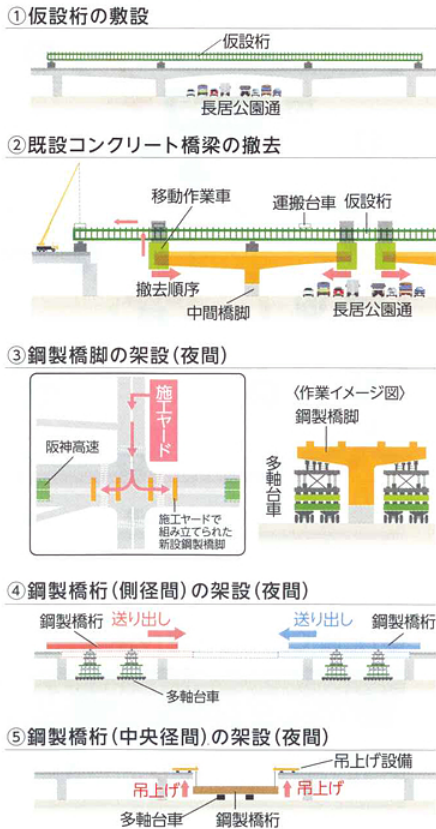 ①仮設桁の敷設
仮設桁
長居公園通
②既設コンクリート橋梁の撤去
移動作業車
運搬台車
仮設桁
撤去順序
中間橋脚
長居公園通
③鋼製橋脚の架設(夜間)
施工ヤード
阪神高速
施工ヤードで
組み立てられた
新設鋼製橋脚
〈作業イメージ図〉
鋼製橋脚
多軸台車
④鋼製橋桁(側径間)の架設(夜間)
鋼製橋桁
送り出し
送り出し
鋼製橋桁
多軸台車
⑤鋼製橋桁(中央径間)の架設(夜間)
吊上げ設備
吊上げ
吊上げ
多軸台車
鋼製橋桁